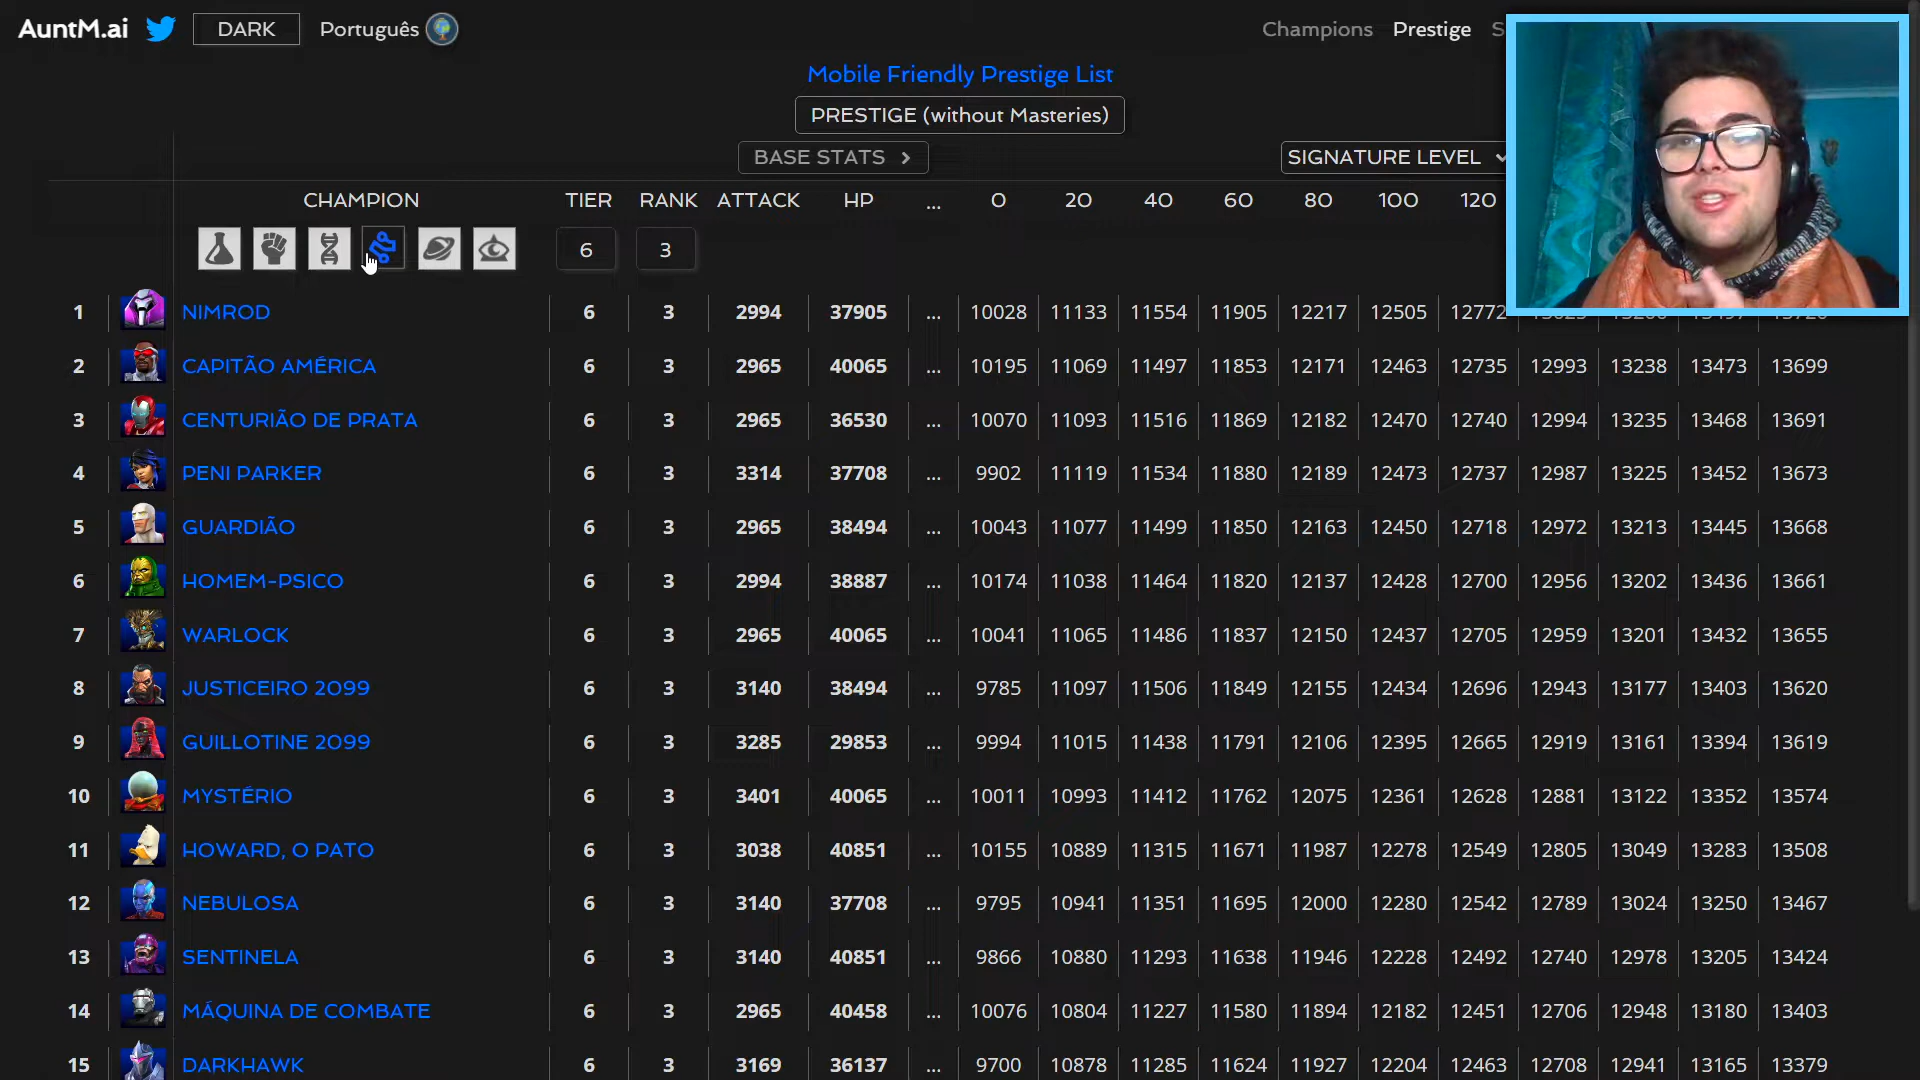 AuntM.ai DARK Português Champions Prestige
Mobile Friendly Prestige List
PRESTIGE (without Masteries)
BASE STATS > SIGNATURE LEVEL
CHAMPION TIER RANK ATTACK HP ... 0 20 40 60 80 100 120
6 3
1 NIMROD 6 3 2994 37905 ... 10028 11133 11554 11905 12217 12505 12772
2 CAPITÃO AMÉRICA 6 3 2965 40065 ... 10195 11069 11497 11853 12171 12463 12735 12993 13238 13473 13699
3 CENTURIÃO DE PRATA 6 3 2965 36530 ... 10070 11093 11516 11869 12182 12470 12740 12994 13235 13468 13691
4 PENI PARKER 6 3 3314 37708 ... 9902 11119 11534 11880 12189 12473 12737 12987 13225 13452 13673
5 GUARDIÃO 6 3 2965 38494 ... 10043 11077 11499 11850 12163 12450 12718 12972 13213 13445 13668
6 HOMEM-PSICO 6 3 2994 38887 ... 10174 11038 11464 11820 12137 12428 12700 12956 13202 13436 13661
7 WARLOCK 6 3 2965 40065 ... 10041 11065 11486 11837 12150 12437 12705 12959 13201 13432 13655
8 JUSTICEIRO 2099 6 3 3140 38494 ... 9785 11097 11506 11849 12155 12434 12696 12943 13177 13403 13620
9 GUILLOTINE 2099 6 3 3285 29853 ... 9994 11015 11438 11791 12106 12395 12665 12919 13161 13394 13619
10 MYSTÉRIO 6 3 3401 40065 ... 10011 10993 11412 11762 12075 12361 12628 12881 13122 13352 13574
11 HOWARD, O PATO 6 3 3038 40851 ... 10155 10889 11315 11671 11987 12278 12549 12805 13049 13283 13508
12 NEBULOSA 6 3 3140 37708 ... 9795 10941 11351 11695 12000 12280 12542 12789 13024 13250 13467
13 SENTINELA 6 3 3140 40851 ... 9866 10880 11293 11638 11946 12228 12492 12740 12978 13205 13424
14 MÁQUINA DE COMBATE 6 3 2965 40458 ... 10076 10804 11227 11580 11894 12182 12451 12706 12948 13180 13403
15 DARKHAWK 6 3 3169 36137 ... 9700 10878 11285 11624 11927 12204 12463 12708 12941 13165 13379